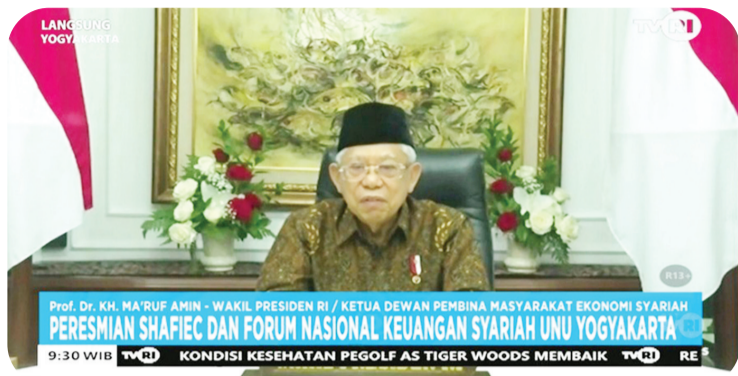 LANGSUNG
YOGYAKARTA
TVRI
R13+
Prof. Dr. KH. MA'RUF AMIN - WAKIL PRESIDEN RI / KETUA DEWAN PEMBINA MASYARAKAT EKONOMI SYARIAH
PERESMIAN SHAFIEC DAN FORUM NASIONAL KEUANGAN SYARIAH UNU YOGYAKARTA
9:30 WIB TVRI KONDISI KESEHATAN PEGOLF AS TIGER WOODS MEMBAIK TVRI RE